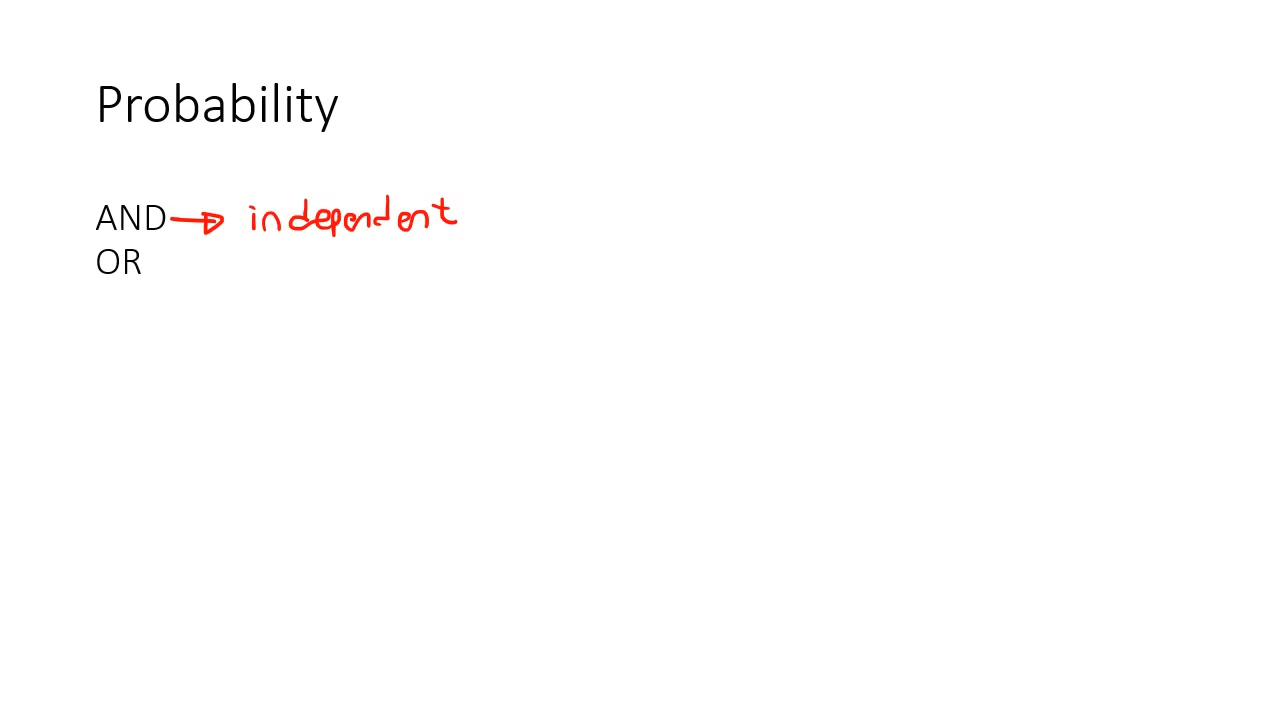 Probability
AND → independent
OR